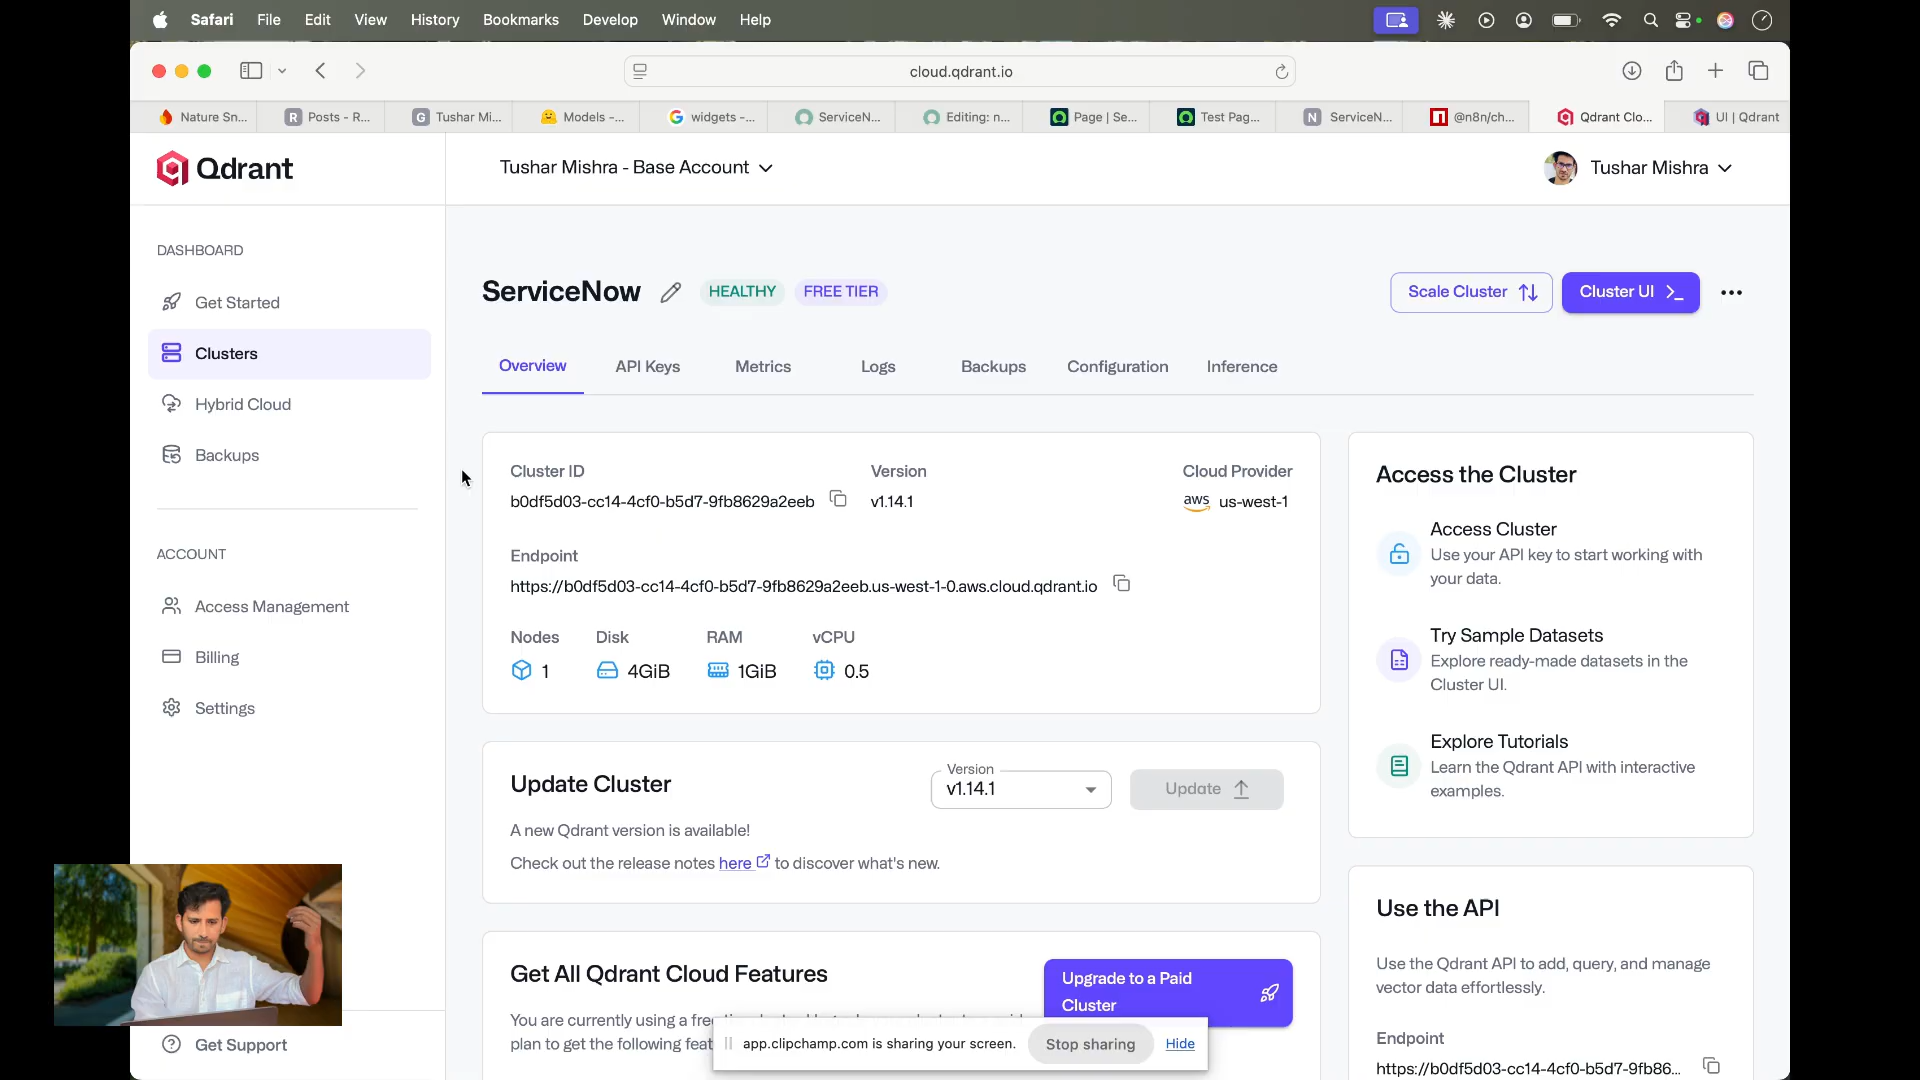 Safari File Edit View History Bookmarks Develop Window Help
cloud.qdrant.io
Nature Sn... R Posts - R... G Tushar Mi... Models -... widgets -... ServiceN... Editing: n... Page | Se... Test Pag... N ServiceN... @n8n/ch... Qdrant Clo... UI | Qdrant
Qdrant
Tushar Mishra - Base Account
Tushar Mishra
DASHBOARD
Get Started
Clusters
Hybrid Cloud
Backups
ACCOUNT
Access Management
Billing
Settings
Get Support
ServiceNow HEALTHY FREE TIER
Scale Cluster Cluster UI
Overview API Keys Metrics Logs Backups Configuration Inference
Cluster ID Version Cloud Provider
b0df5d03-cc14-4cf0-b5d7-9fb8629a2eeb v1.14.1 aws us-west-1
Endpoint
https://b0df5d03-cc14-4cf0-b5d7-9fb8629a2eeb.us-west-1-0.aws.cloud.qdrant.io
Nodes Disk RAM vCPU
1 4GiB 1GiB 0.5
Update Cluster
Version
v1.14.1
Update
A new Qdrant version is available!
Check out the release notes here to discover what's new.
Get All Qdrant Cloud Features
Upgrade to a Paid
Cluster
You are currently using a fre
plan to get the following feat
app.clipchamp.com is sharing your screen. Stop sharing Hide
Access the Cluster
Access Cluster
Use your API key to start working with
your data.
Try Sample Datasets
Explore ready-made datasets in the
Cluster UI.
Explore Tutorials
Learn the Qdrant API with interactive
examples.
Use the API
Use the Qdrant API to add, query, and manage
vector data effortlessly.
Endpoint
https://b0df5d03-cc14-4cf0-b5d7-9fb86...